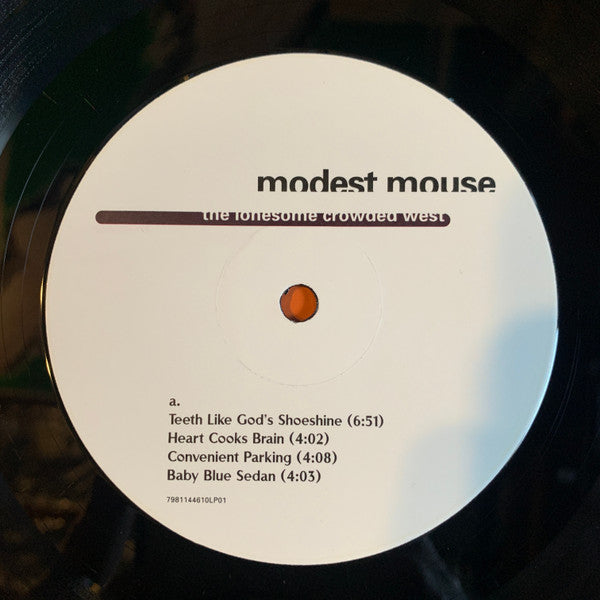 modest mouse
the lonesome crowded west
a.
Teeth Like God's Shoeshine (6:51)
Heart Cooks Brain (4:02)
Convenient Parking (4:08)
Baby Blue Sedan (4:03)
7981144610LP01